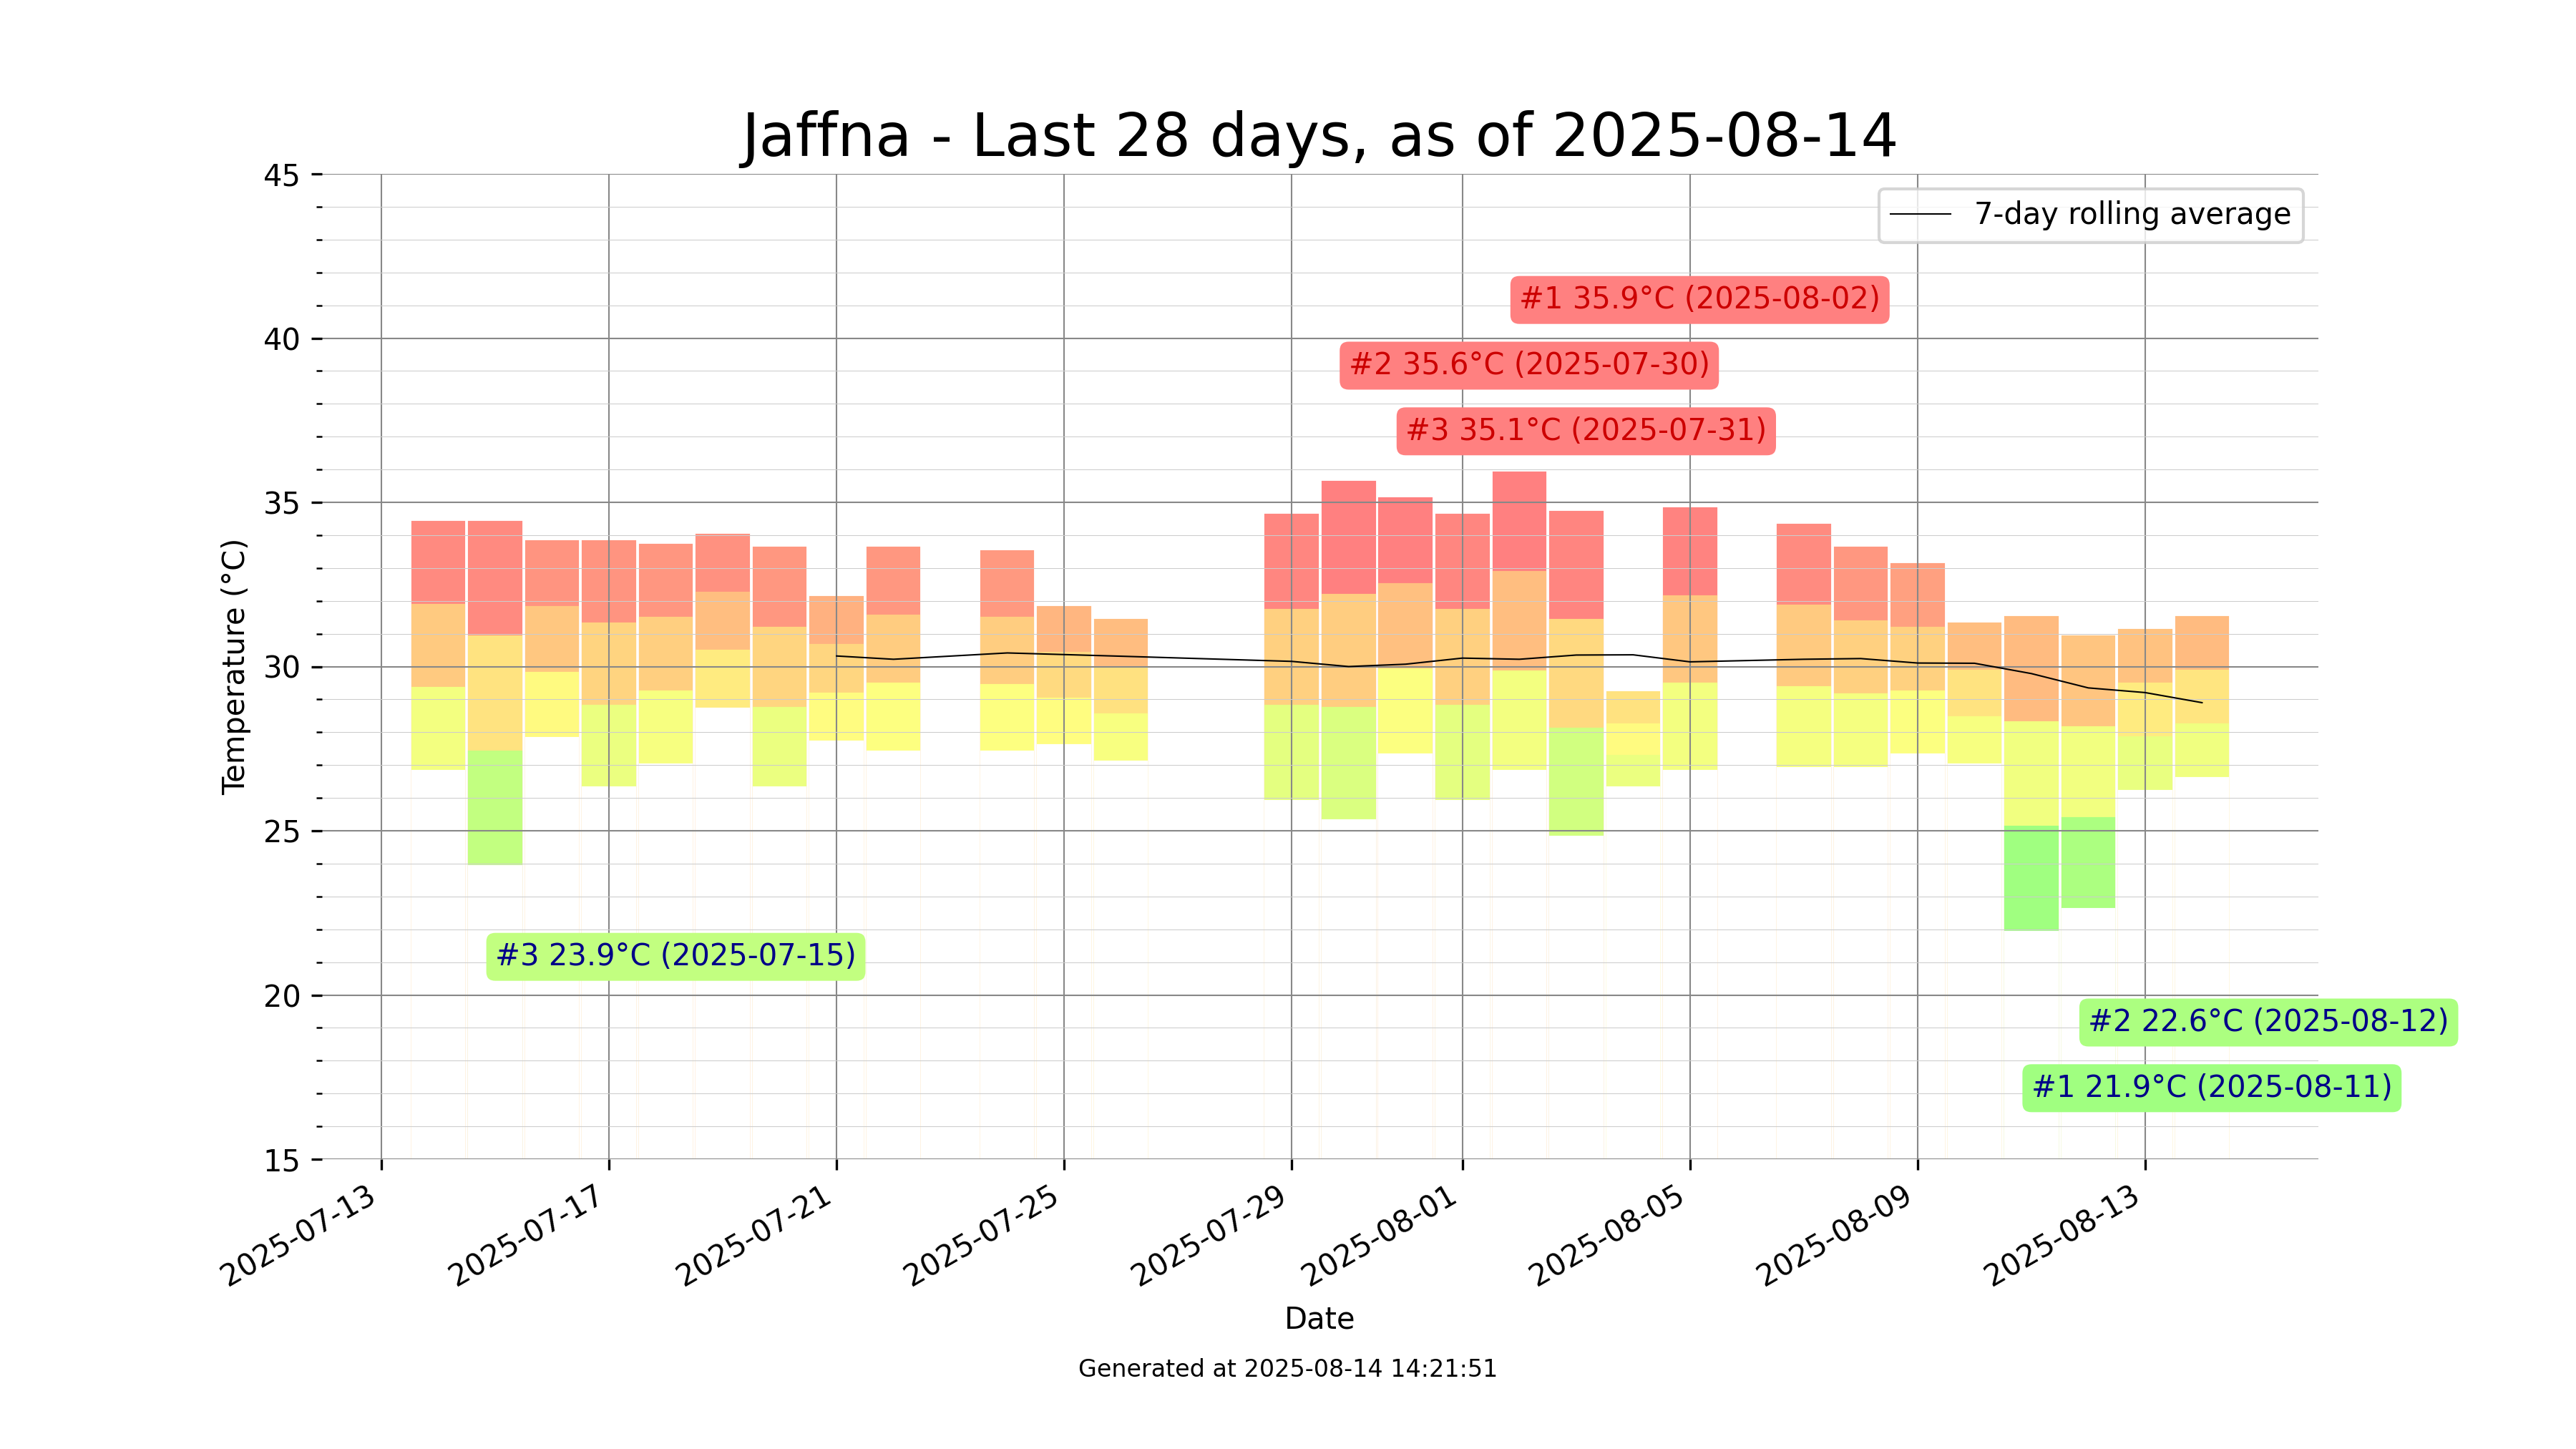 Jaffna - Last 28 days, as of 2025-08-14
45
7-day rolling average
#1 35.9°C (2025-08-02)
40
#2 35.6°C (2025-07-30)
#3 35.1°C (2025-07-31)
35
30
Temperature (°C)
25
#3 23.9°C (2025-07-15)
20
#2 22.6°C (2025-08-12)
#1 21.9°C (2025-08-11)
15
2025-07-13
2025-07-17
2025-07-21
2025-07-25
2025-07-29
2025-08-01
2025-08-05
2025-08-09
2025-08-13
Date
Generated at 2025-08-14 14:21:51